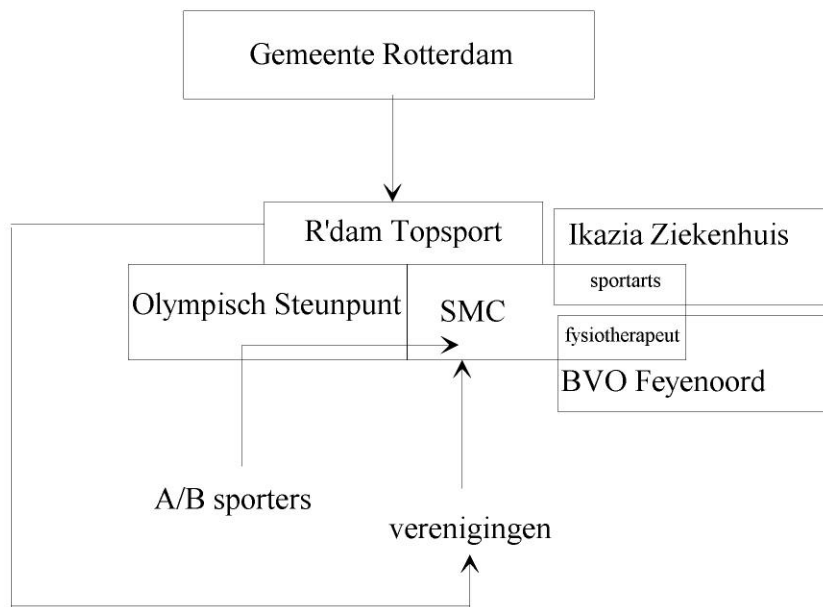 Gemeente Rotterdam
R'dam Topsport
Ikazia Ziekenhuis
sportarts
Olympisch Steunpunt
SMC
fysiotherapeut
BVO Feyenoord
A/B sporters
verenigingen